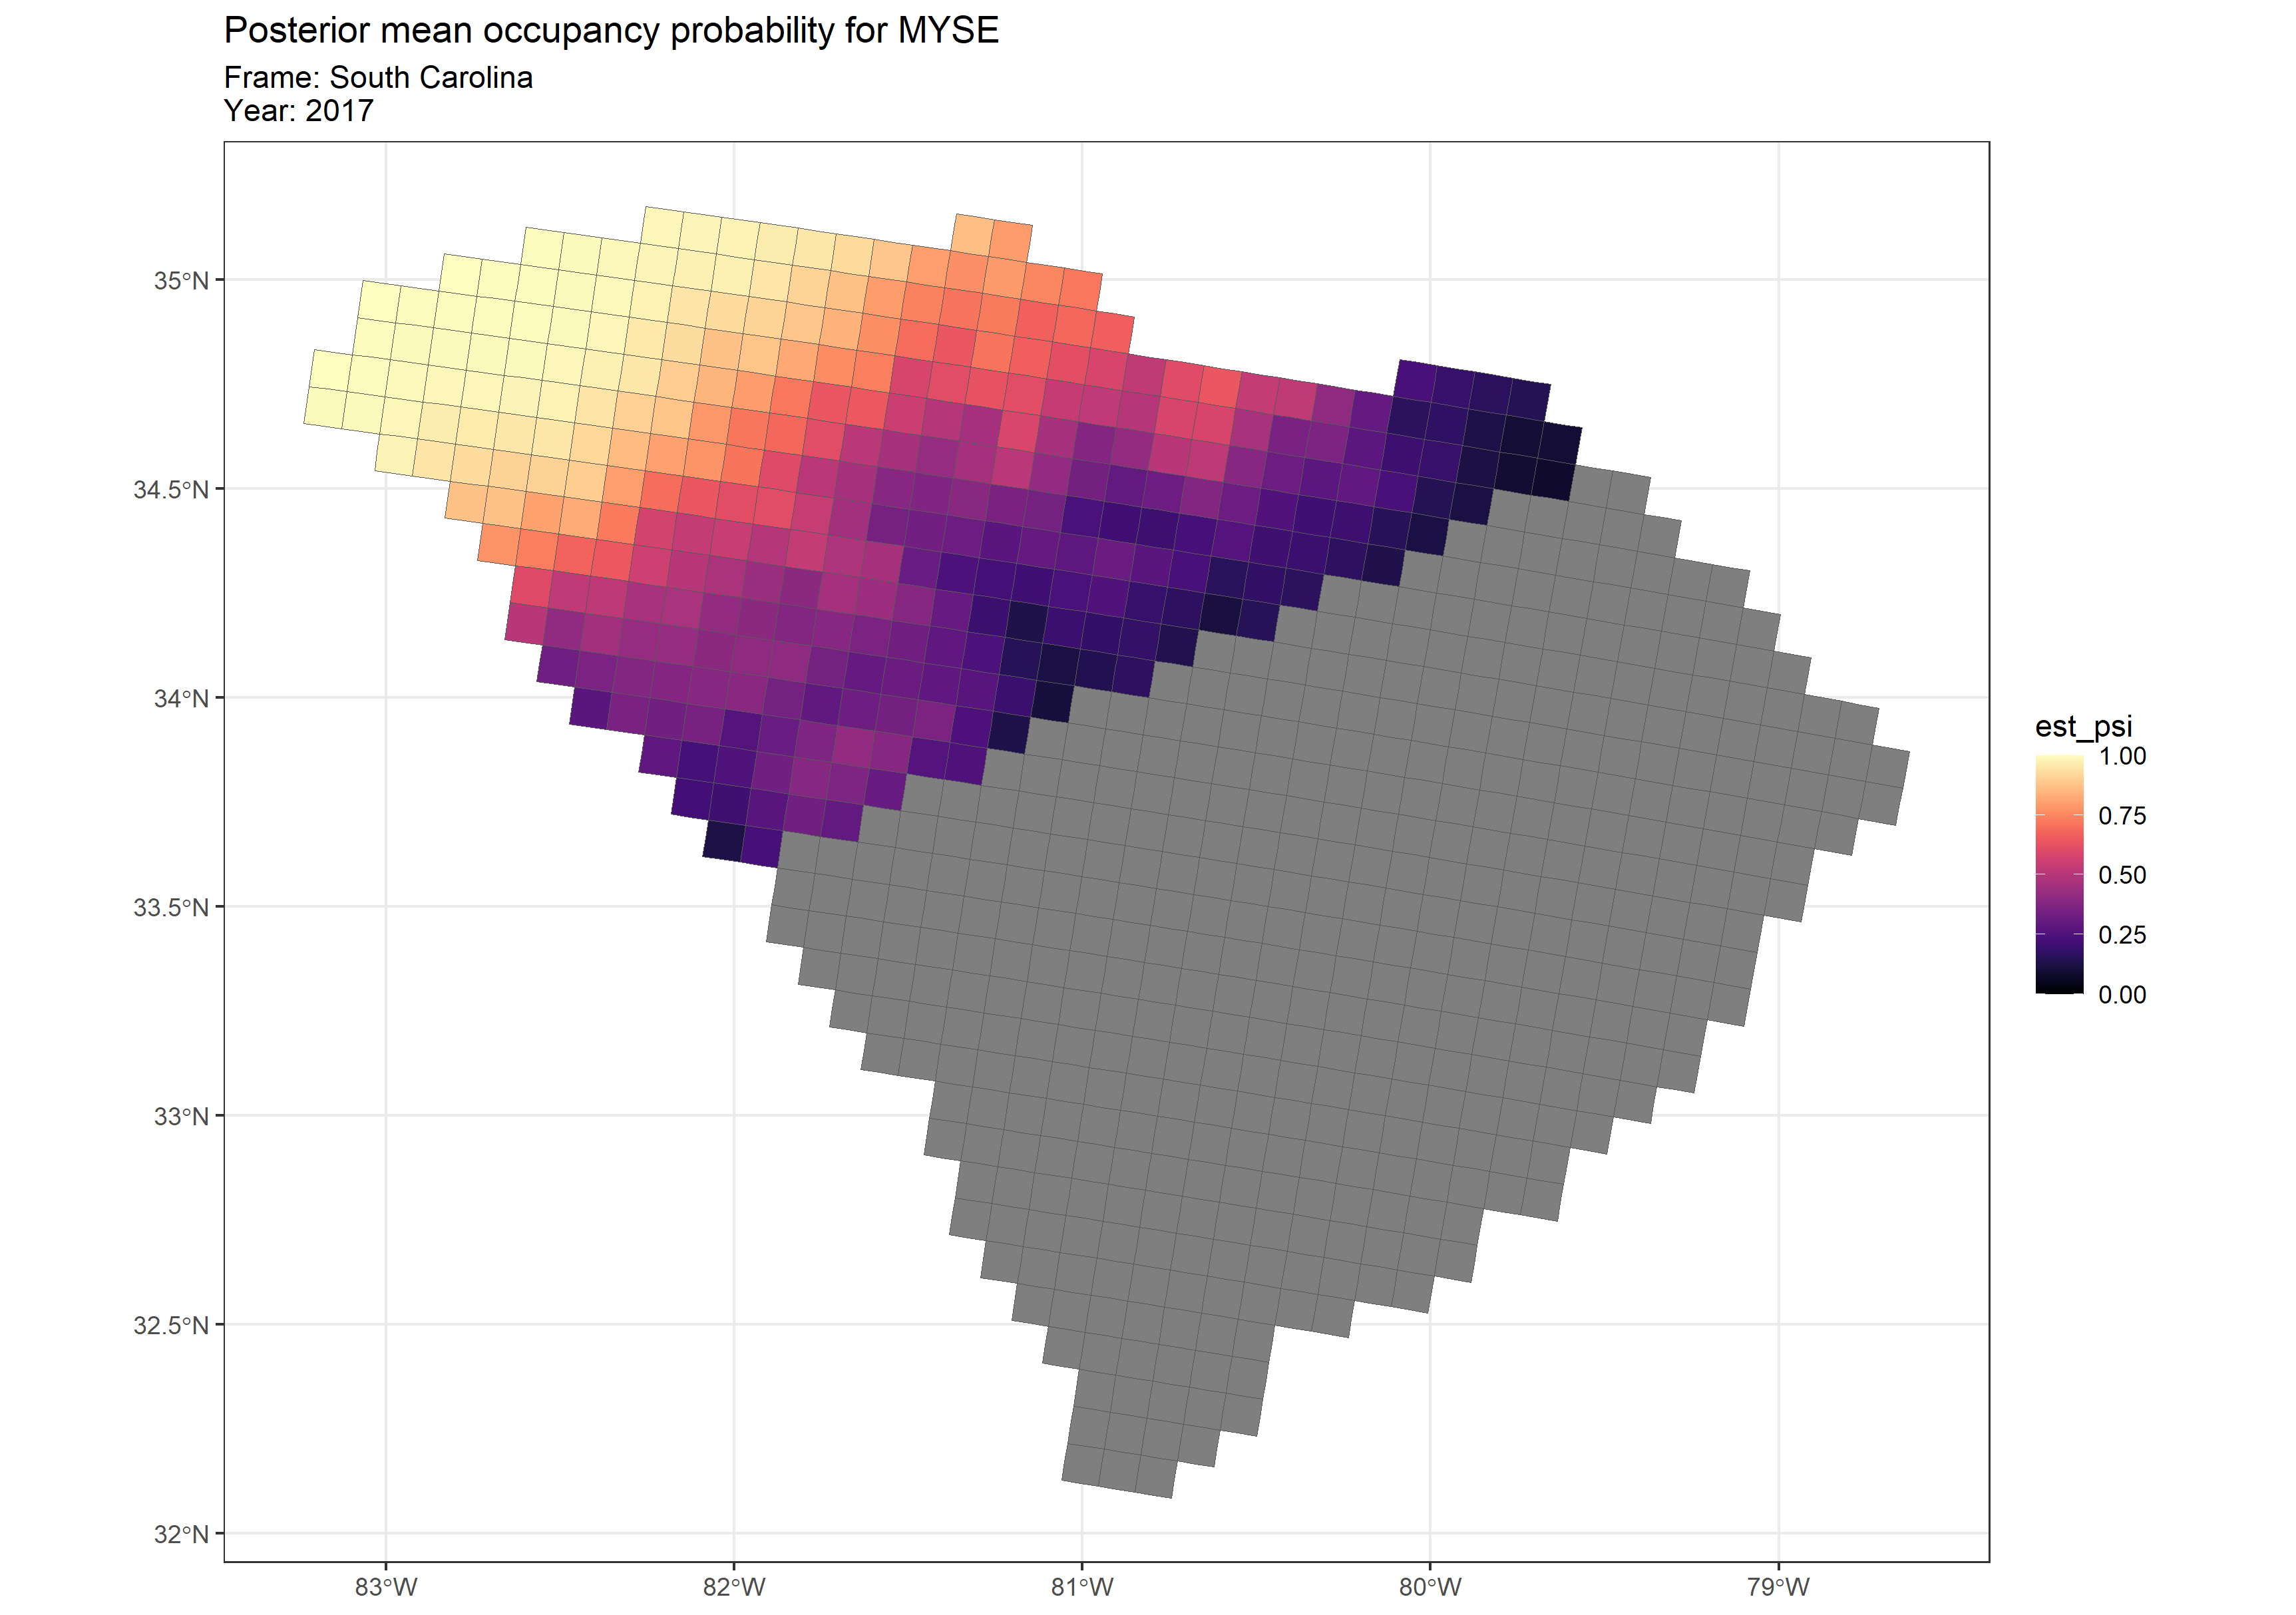 Posterior mean occupancy probability for MYSE
Frame: South Carolina
Year: 2017
35°N
34.5°N
34°N
33.5°N
33°N
32.5°N
32°N
83°W
82°W
81°W
80°W
79°W
est_psi
1.00
0.75
0.50
0.25
0.00